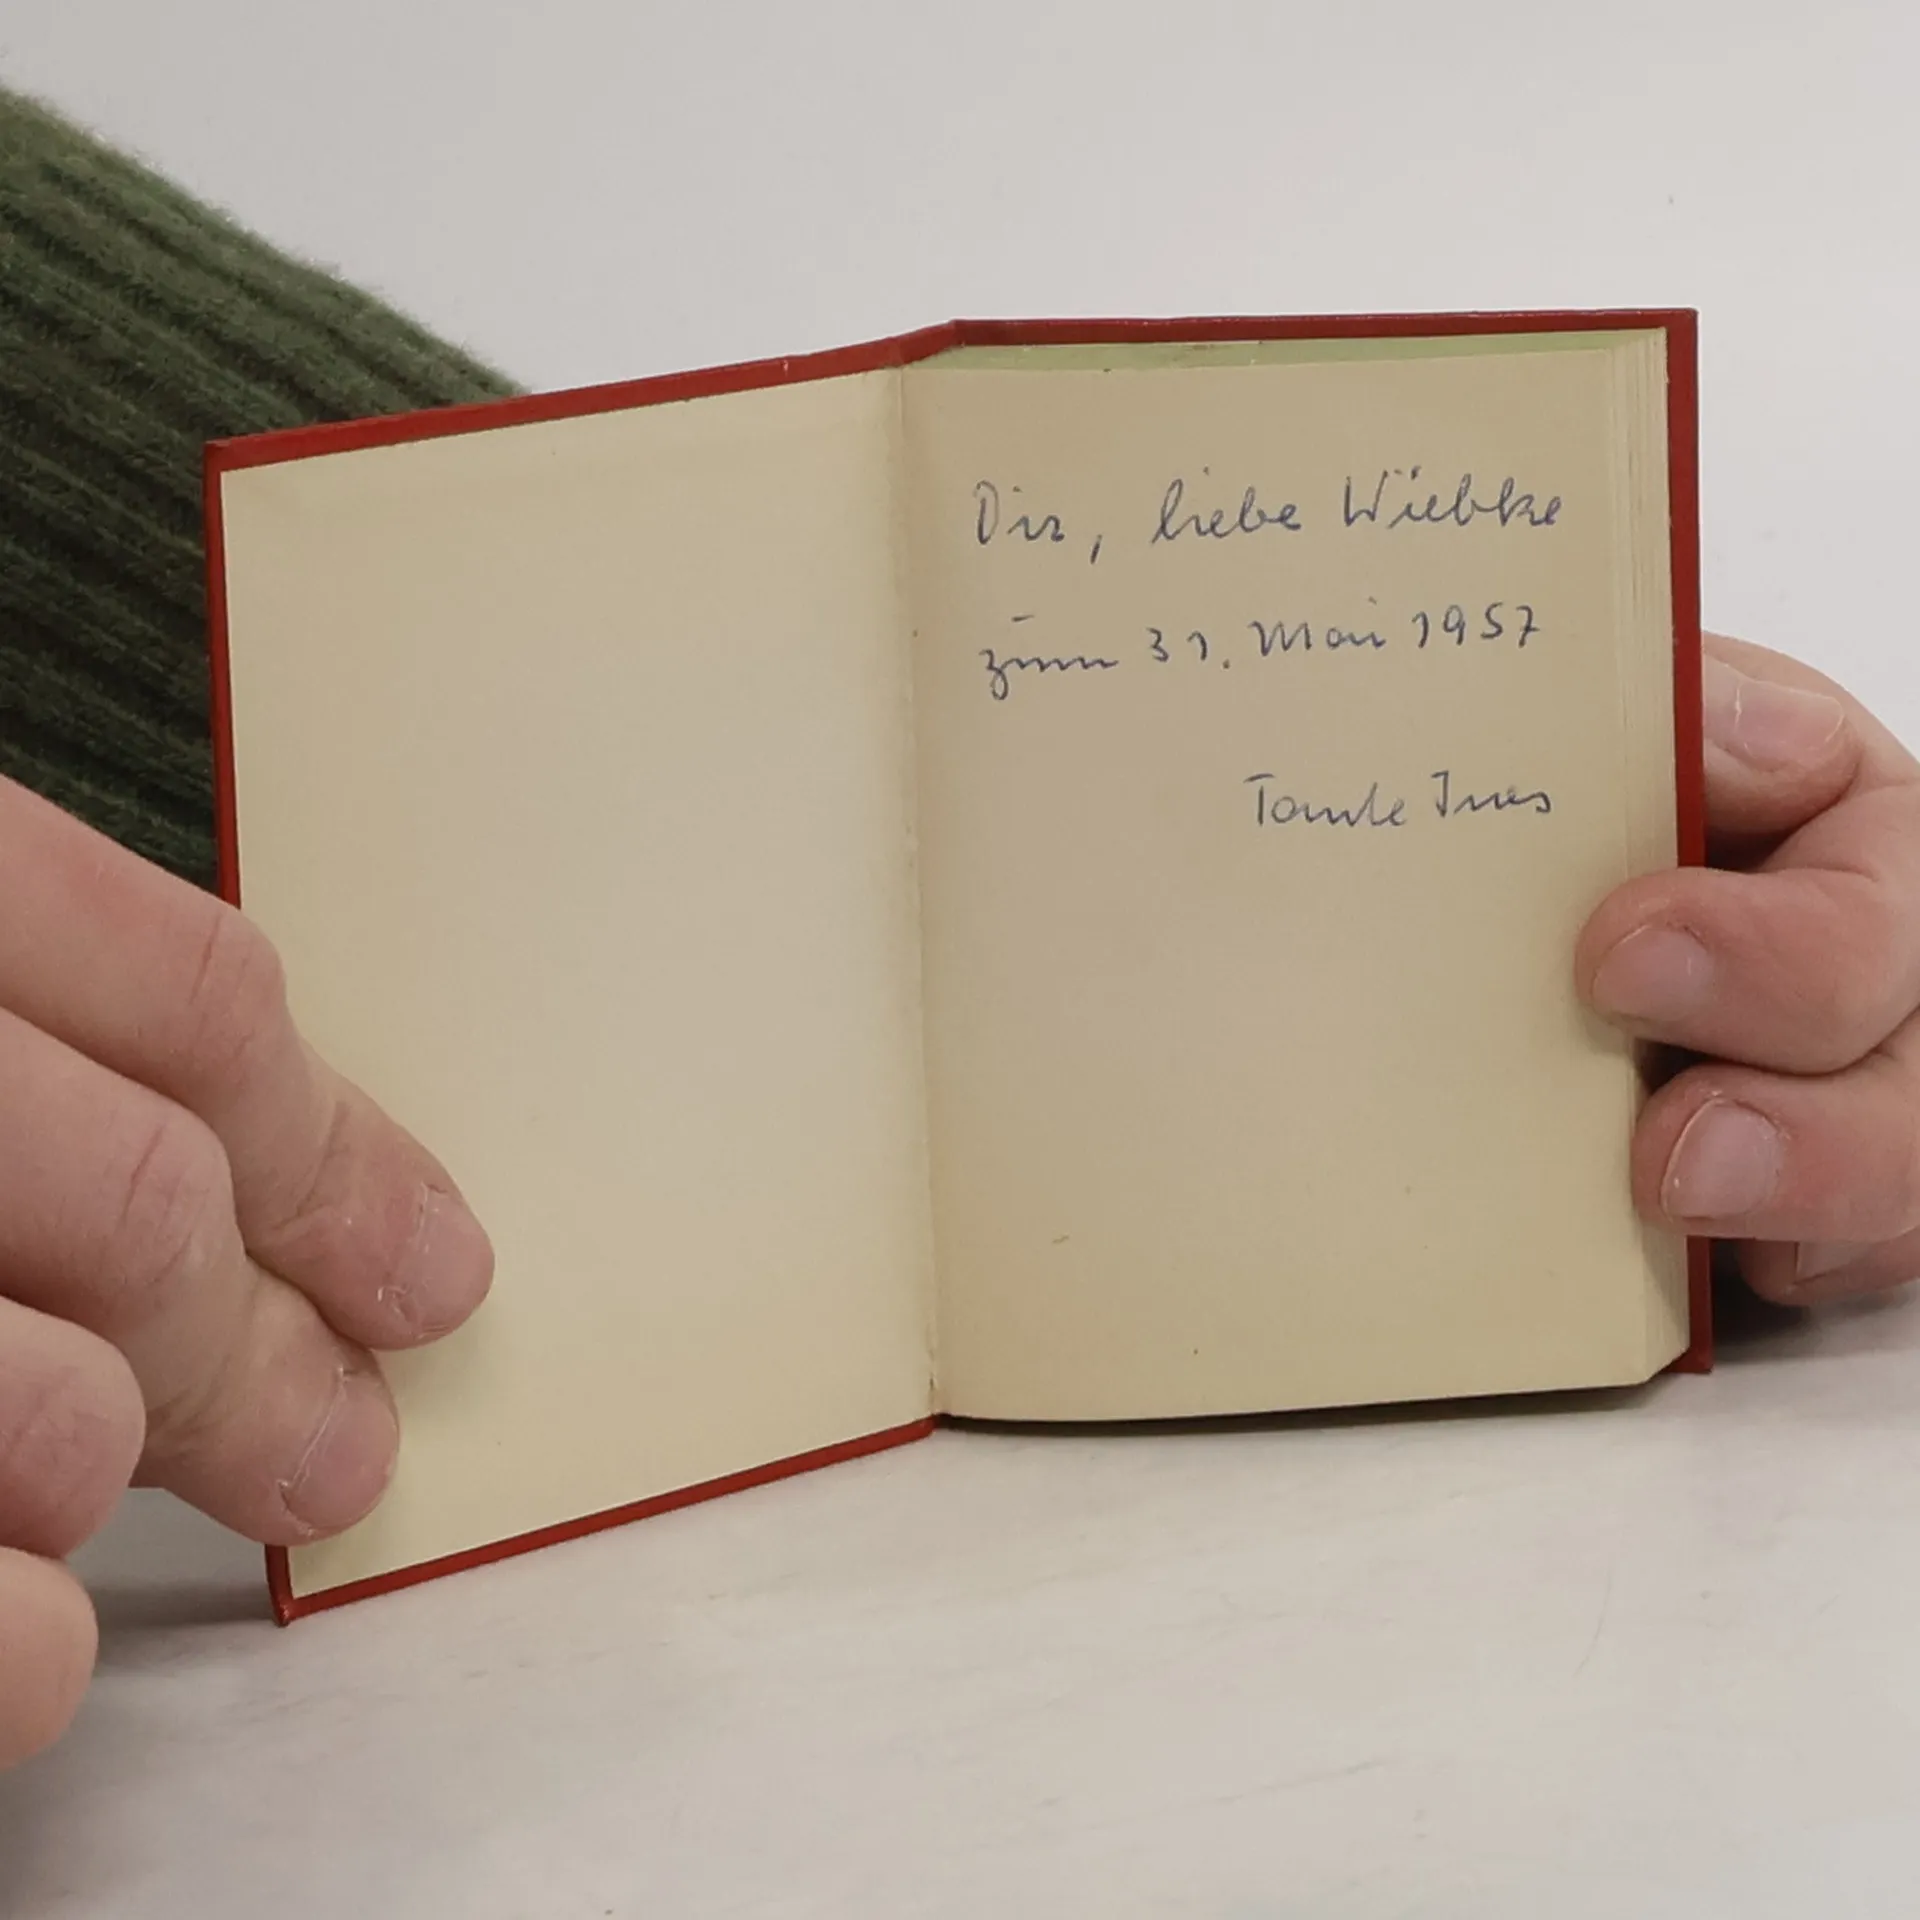 Dir, liebe Wiebke
zum 31. Mai 1957
Tante Ines